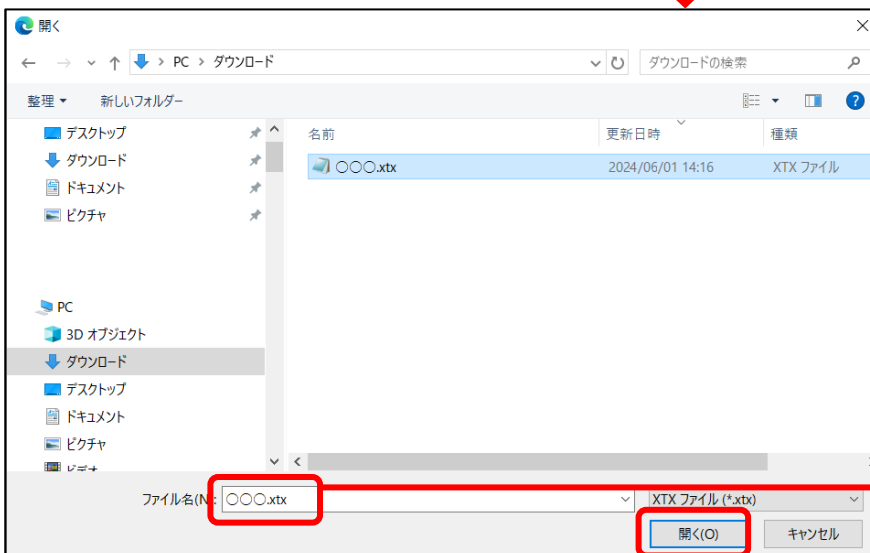 開く
PC > ダウンロード
ダウンロードの検索
整理 新しいフォルダー
デスクトップ
ダウンロード
ドキュメント
ピクチャ
PC
3D オブジェクト
ダウンロード
デスクトップ
ドキュメント
ピクチャ
ビデオ
名前 更新日時 種類
〇〇〇.xtx 2024/06/01 14:16 XTX ファイル
ファイル名(N): 〇〇〇.xtx XTX ファイル (*.xtx)
開く(O) キャンセル